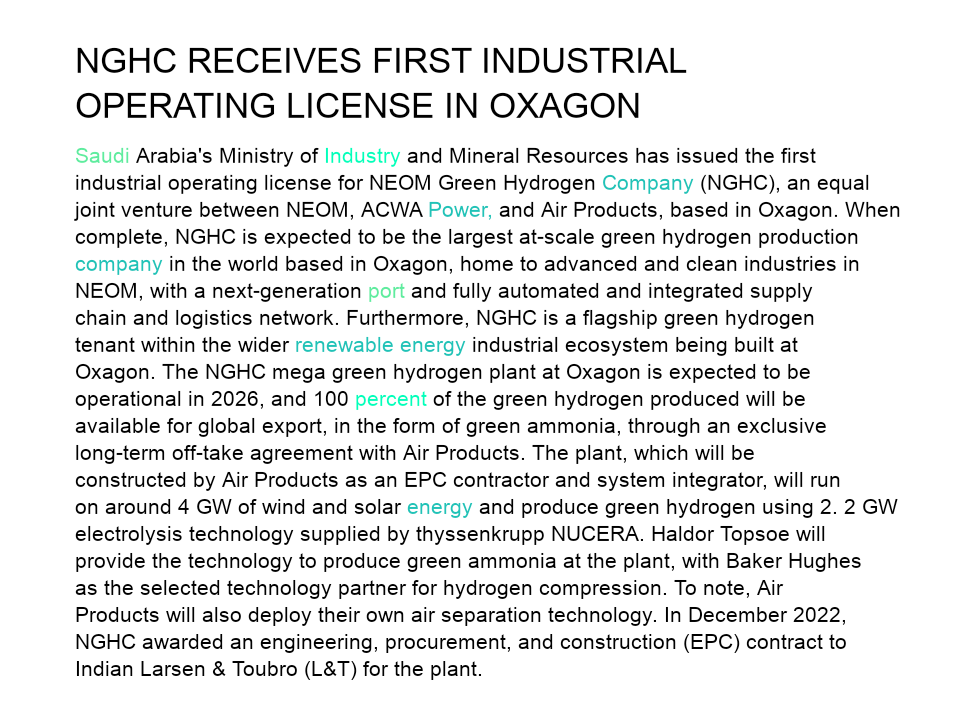 NGHC RECEIVES FIRST INDUSTRIAL
OPERATING LICENSE IN OXAGON
Saudi Arabia's Ministry of Industry and Mineral Resources has issued the first
industrial operating license for NEOM Green Hydrogen Company (NGHC), an equal
joint venture between NEOM, ACWA Power, and Air Products, based in Oxagon. When
complete, NGHC is expected to be the largest at-scale green hydrogen production
company in the world based in Oxagon, home to advanced and clean industries in
NEOM, with a next-generation port and fully automated and integrated supply
chain and logistics network. Furthermore, NGHC is a flagship green hydrogen
tenant within the wider renewable energy industrial ecosystem being built at
Oxagon. The NGHC mega green hydrogen plant at Oxagon is expected to be
operational in 2026, and 100 percent of the green hydrogen produced will be
available for global export, in the form of green ammonia, through an exclusive
long-term off-take agreement with Air Products. The plant, which will be
constructed by Air Products as an EPC contractor and system integrator, will run
on around 4 GW of wind and solar energy and produce green hydrogen using 2. 2 GW
electrolysis technology supplied by thyssenkrupp NUCERA. Haldor Topsoe will
provide the technology to produce green ammonia at the plant, with Baker Hughes
as the selected technology partner for hydrogen compression. To note, Air
Products will also deploy their own air separation technology. In December 2022,
NGHC awarded an engineering, procurement, and construction (EPC) contract to
Indian Larsen & Toubro (L&T) for the plant.